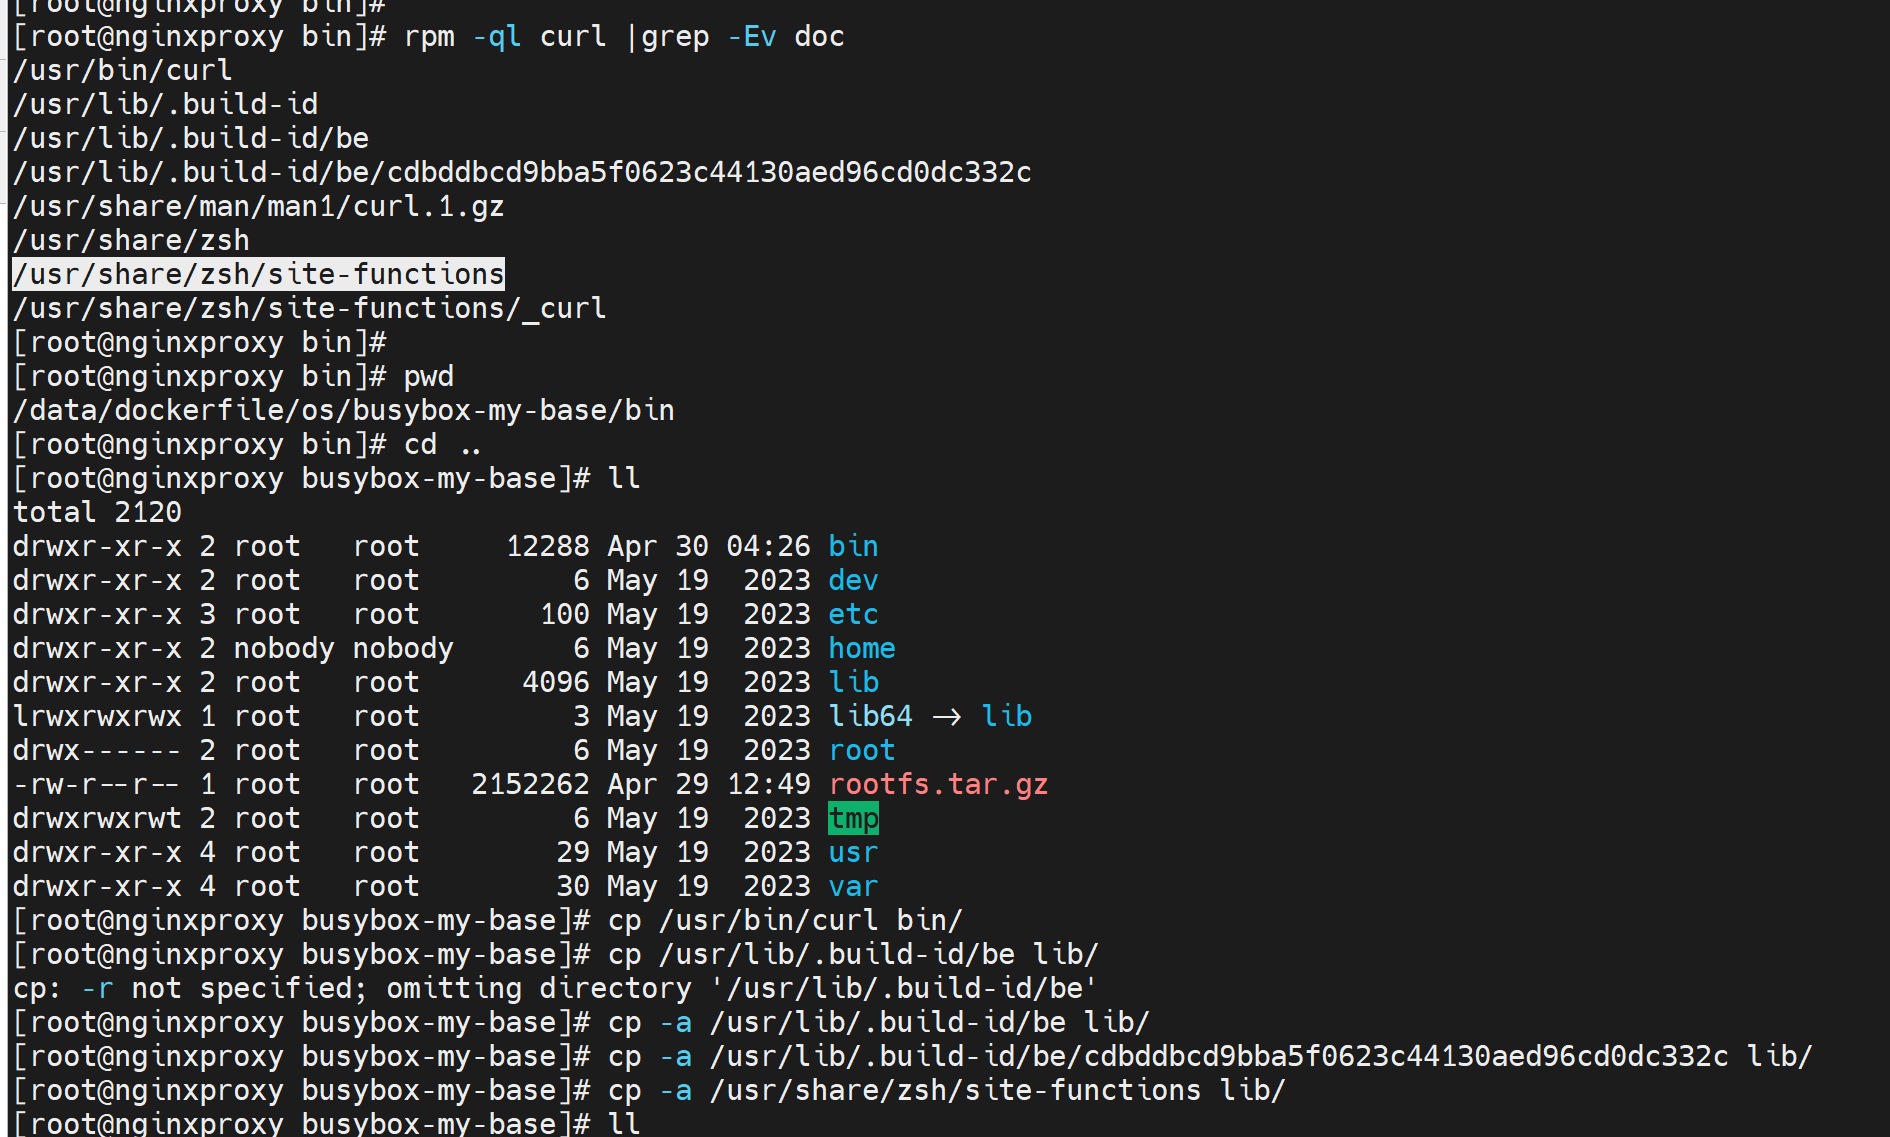 [root@nginxproxy bin]#
[root@nginxproxy bin]# rpm -ql curl |grep -Ev doc
/usr/bin/curl
/usr/lib/.build-id
/usr/lib/.build-id/be
/usr/lib/.build-id/be/cdbddbcd9bba5f0623c44130aed96cd0dc332c
/usr/share/man/man1/curl.1.gz
/usr/share/zsh
/usr/share/zsh/site-functions
/usr/share/zsh/site-functions/_curl
[root@nginxproxy bin]#
[root@nginxproxy bin]# pwd
/data/dockerfile/os/busybox-my-base/bin
[root@nginxproxy bin]# cd ..
[root@nginxproxy busybox-my-base]# ll
total 2120
drwxr-xr-x 2 root   root     12288 Apr 30 04:26 bin
drwxr-xr-x 2 root   root         6 May 19  2023 dev
drwxr-xr-x 3 root   root       100 May 19  2023 etc
drwxr-xr-x 2 nobody nobody       6 May 19  2023 home
drwxr-xr-x 2 root   root      4096 May 19  2023 lib
lrwxrwxrwx 1 root   root         3 May 19  2023 lib64 -> lib
drwx------ 2 root   root         6 May 19  2023 root
-rw-r--r-- 1 root   root   2152262 Apr 29 12:49 rootfs.tar.gz
drwxrwxrwt 2 root   root         6 May 19  2023 tmp
drwxr-xr-x 4 root   root        29 May 19  2023 usr
drwxr-xr-x 4 root   root        30 May 19  2023 var
[root@nginxproxy busybox-my-base]# cp /usr/bin/curl bin/
[root@nginxproxy busybox-my-base]# cp /usr/lib/.build-id/be lib/
cp: -r not specified; omitting directory '/usr/lib/.build-id/be'
[root@nginxproxy busybox-my-base]# cp -a /usr/lib/.build-id/be lib/
[root@nginxproxy busybox-my-base]# cp -a /usr/lib/.build-id/be/cdbddbcd9bba5f0623c44130aed96cd0dc332c lib/
[root@nginxproxy busybox-my-base]# cp -a /usr/share/zsh/site-functions lib/
[root@nginxproxy busybox-my-base]# ll